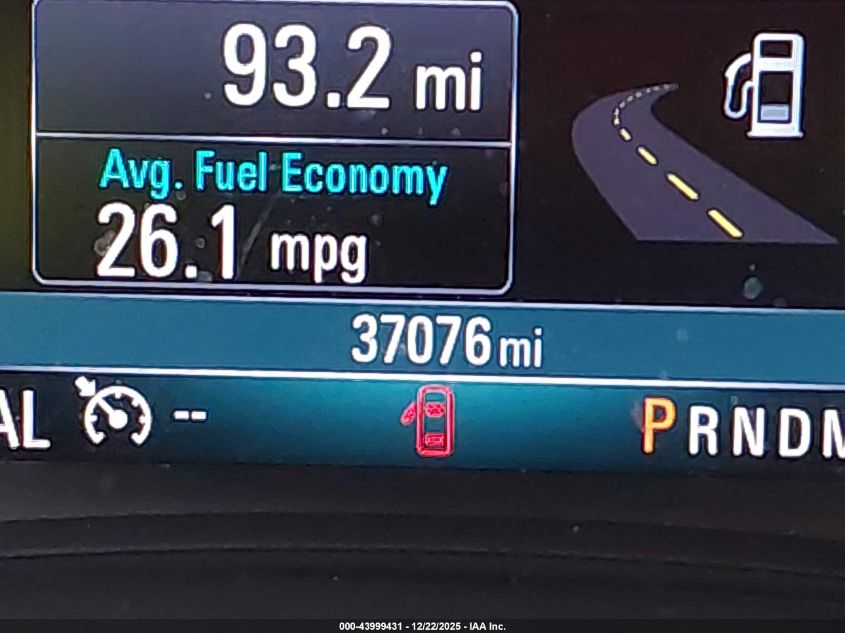 93.2 mi
Avg. Fuel Economy
26.1 mpg
37076 mi
AL -- PRNDM
000-43999431 - 12/22/2025 - IAA Inc.